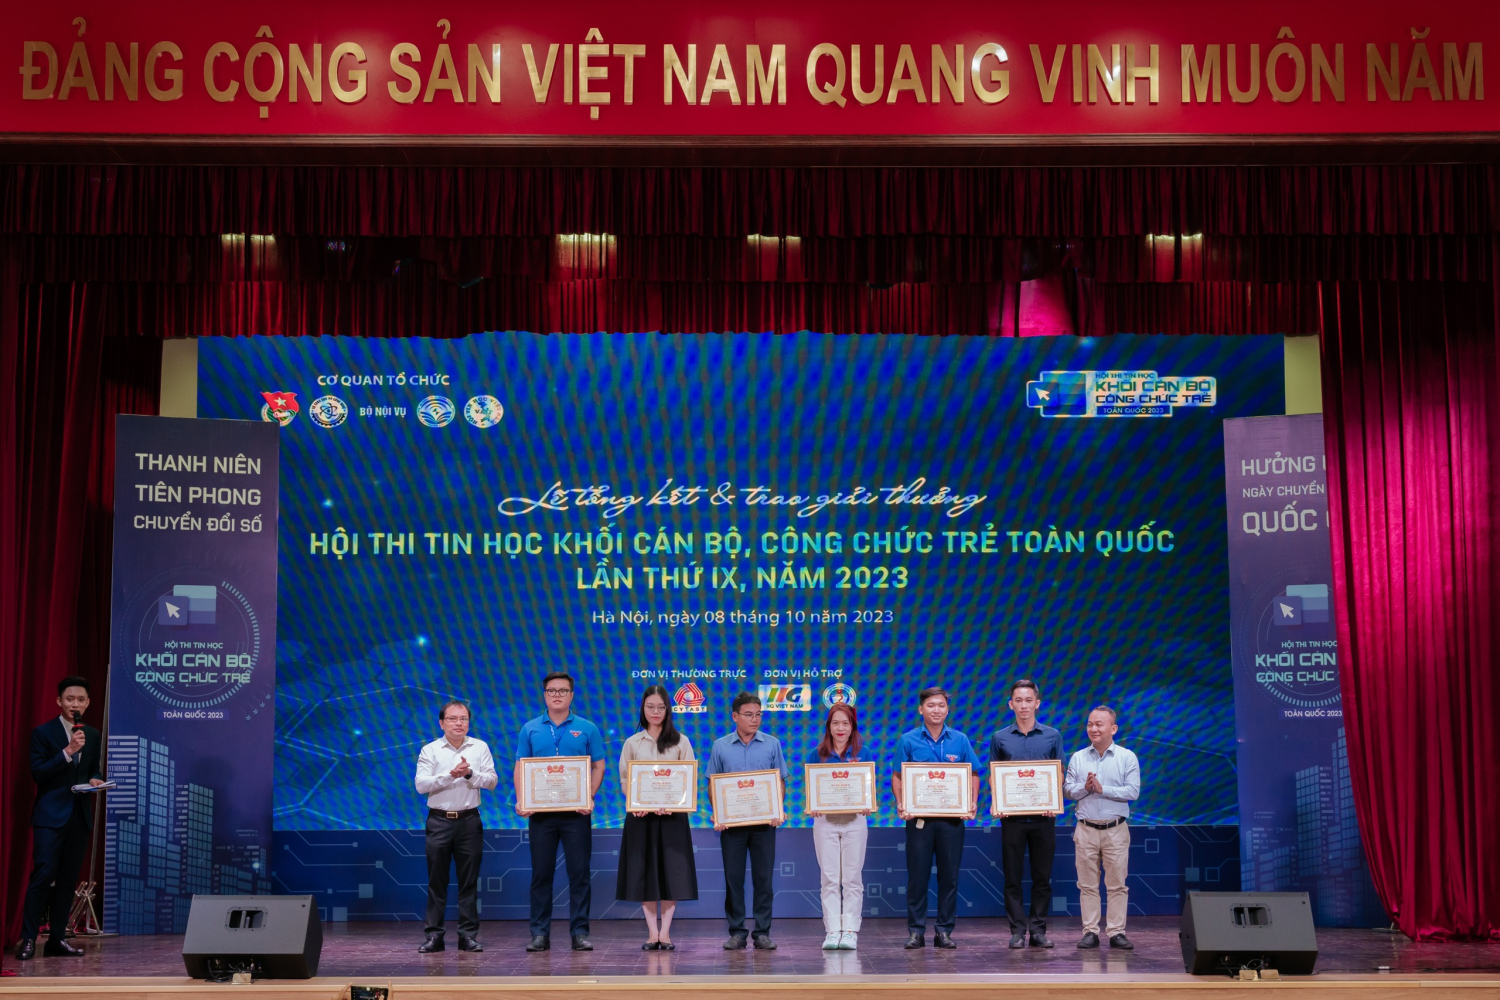 ĐẢNG CỘNG SẢN VIỆT NAM QUANG VINH MUÔN NĂM
CƠ QUAN TỔ CHỨC
BỘ NỘI VỤ
HỘI THI TIN HỌC
KHỐI CÁN BỘ
CÔNG CHỨC TRẺ
TOÀN QUỐC 2023
THANH NIÊN
TIÊN PHONG
CHUYỂN ĐỔI SỐ
HỘI THI TIN HỌC
KHỐI CÁN BỘ
CÔNG CHỨC TRẺ
TOÀN QUỐC 2023
Lễ tổng kết & trao giải thưởng
HỘI THI TIN HỌC KHỐI CÁN BỘ, CÔNG CHỨC TRẺ TOÀN QUỐC
LẦN THỨ IX, NĂM 2023
Hà Nội, ngày 08 tháng 10 năm 2023
ĐƠN VỊ THƯỜNG TRỰC
ĐƠN VỊ HỖ TRỢ
CYTAST
IIG VIỆT NAM
HƯỞNG
NGÀY CHUYỂN
QUỐC
HỘI THI TIN HỌC
KHỐI CÁN
CÔNG CHỨC TRẺ
TOÀN QUỐC 2023